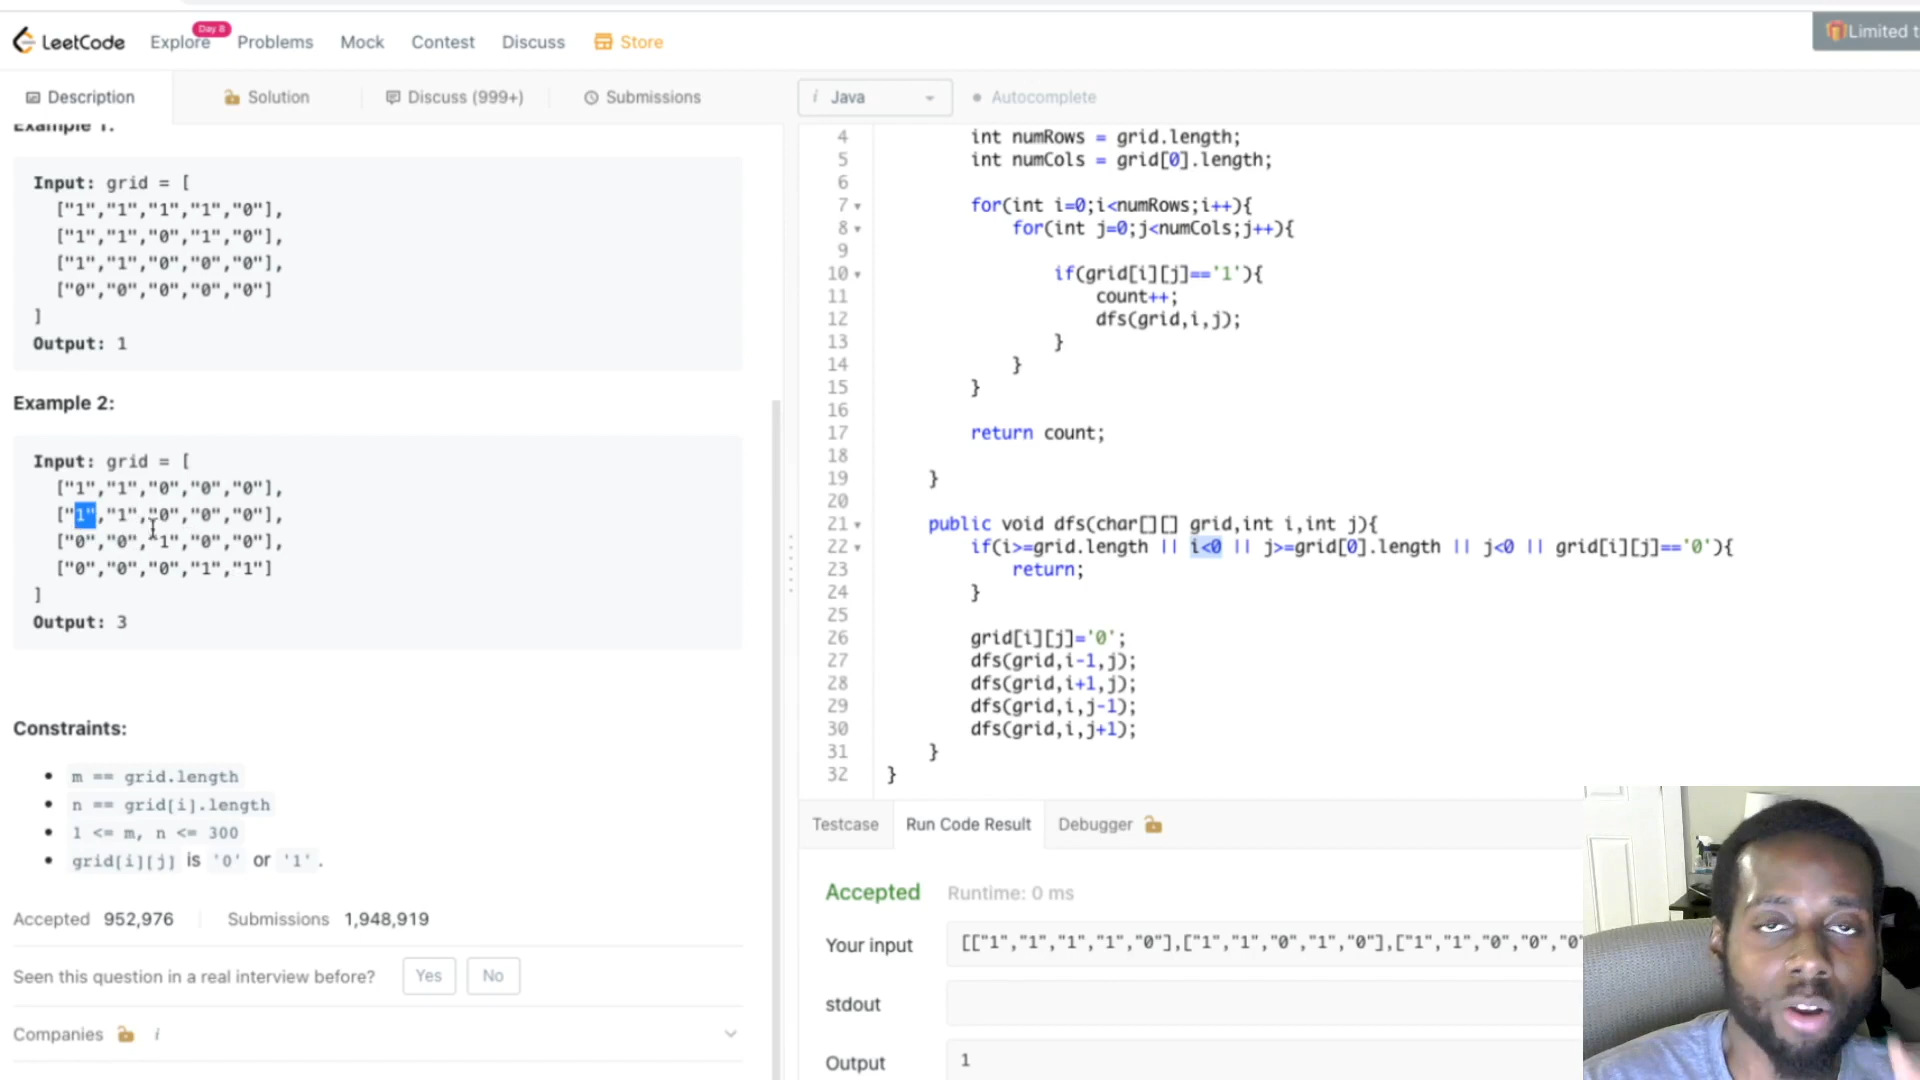 LeetCode
Explore
Day 8
Problems
Mock
Contest
Discuss
Store
Limited t
Description
Solution
Discuss (999+)
Submissions
i Java
Autocomplete
Example 1:
Input: grid = [
["1","1","1","1","0"],
["1","1","0","1","0"],
["1","1","0","0","0"],
["0","0","0","0","0"]
]
Output: 1
Example 2:
Input: grid = [
["1","1","0","0","0"],
["1","1","0","0","0"],
["0","0","1","0","0"],
["0","0","0","1","1"]
]
Output: 3
Constraints:
m == grid.length
n == grid[i].length
1 <= m, n <= 300
grid[i][j] is '0' or '1'.
Accepted 952,976
Submissions 1,948,919
Seen this question in a real interview before?
Yes
No
Companies i
4 int numRows = grid.length;
5 int numCols = grid[0].length;
6
7 for(int i=0;i<numRows;i++){
8 for(int j=0;j<numCols;j++){
9
10 if(grid[i][j]=='1'){
11 count++;
12 dfs(grid,i,j);
13 }
14 }
15 }
16
17 return count;
18
19 }
20
21 public void dfs(char[][] grid,int i,int j){
22 if(i>=grid.length || i<0 || j>=grid[0].length || j<0 || grid[i][j]=='0'){
23 return;
24 }
25
26 grid[i][j]='0';
27 dfs(grid,i-1,j);
28 dfs(grid,i+1,j);
29 dfs(grid,i,j-1);
30 dfs(grid,i,j+1);
31 }
32 }
Testcase
Run Code Result
Debugger
Accepted
Runtime: 0 ms
Your input
[["1","1","1","1","0"],["1","1","0","1","0"],["1","1","0","0","0"
stdout
Output
1